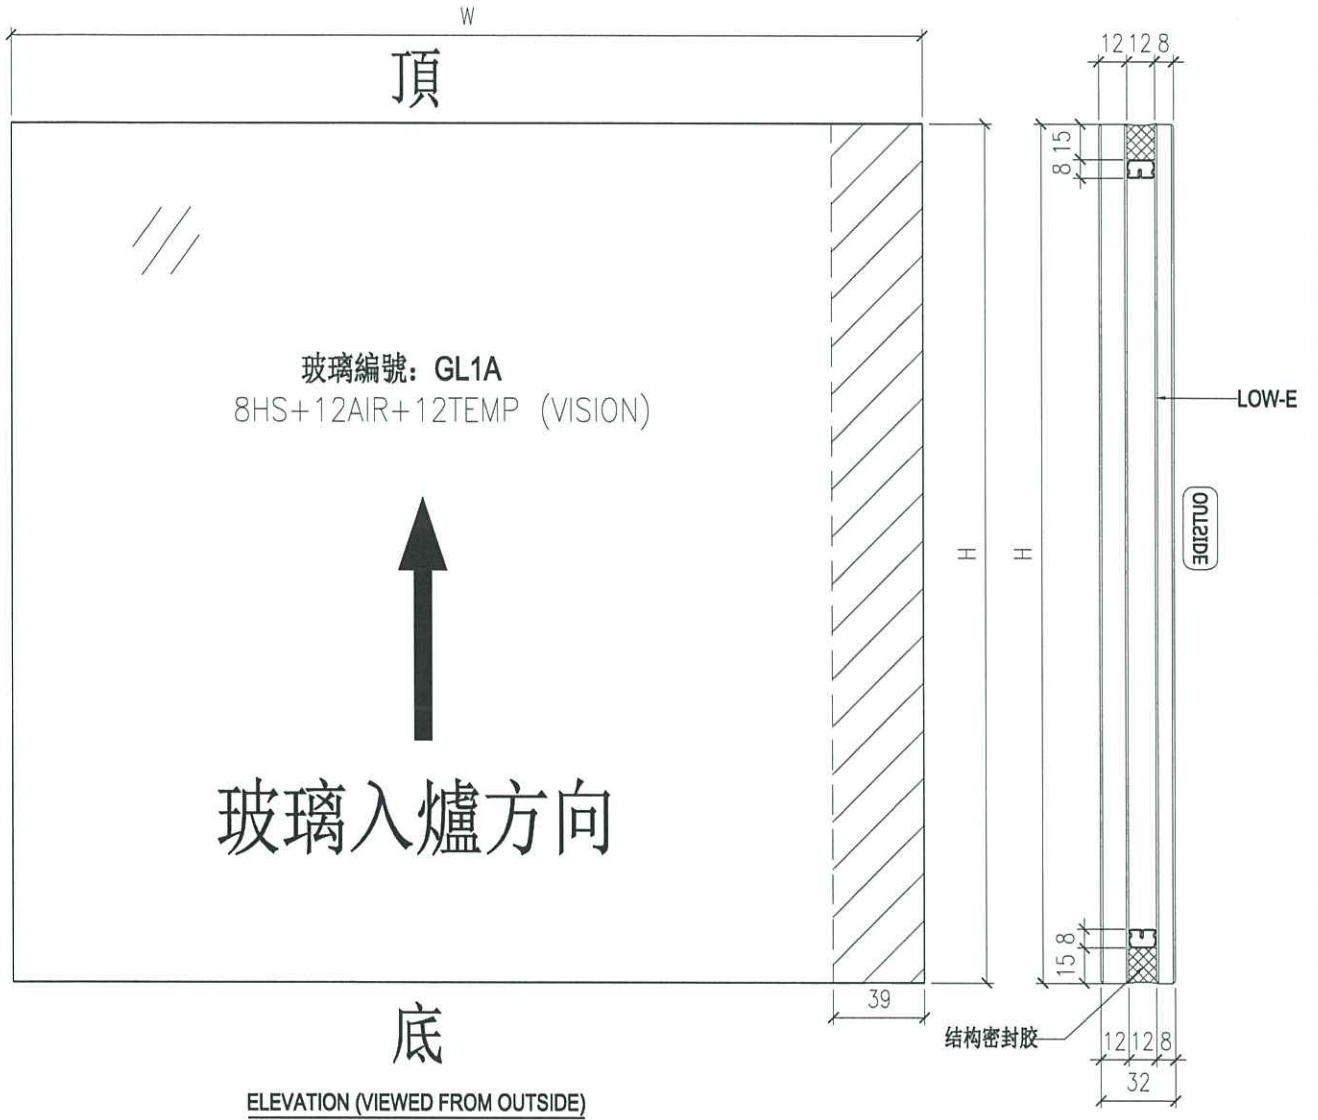 W
頂
12 12 8
15
8
玻璃編號：GL1A
8HS+12AIR+12TEMP (VISION)
LOW-E
OUTSIDE
H
H
玻璃入爐方向
8
15
39
结构密封胶
底
12 12 8
32
ELEVATION (VIEWED FROM OUTSIDE)